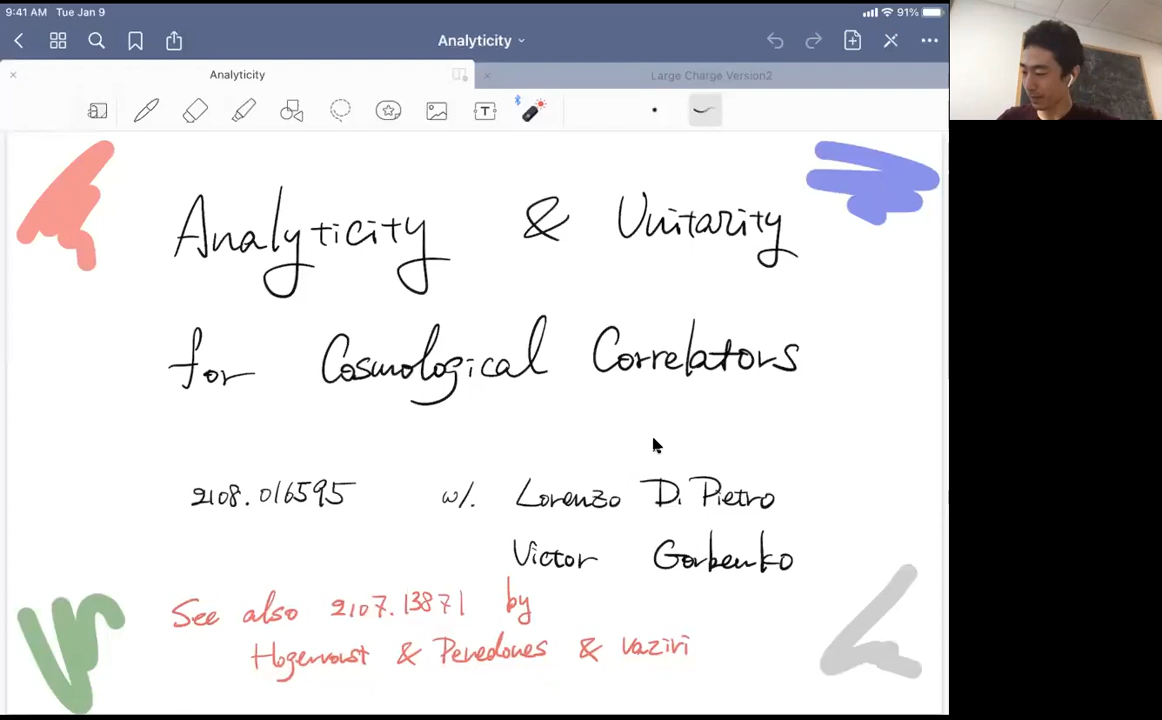 9:41 AM Tue Jan 9 91%
Analyticity
Analyticity
Large Charge Version2
Analyticity & Unitarity
for Cosmological Correlators
2108.016595 w/. Lorenzo D. Pietro
Victor Gorbenko
See also 2107.13871 by
Hogervorst & Penedones & Vaziri